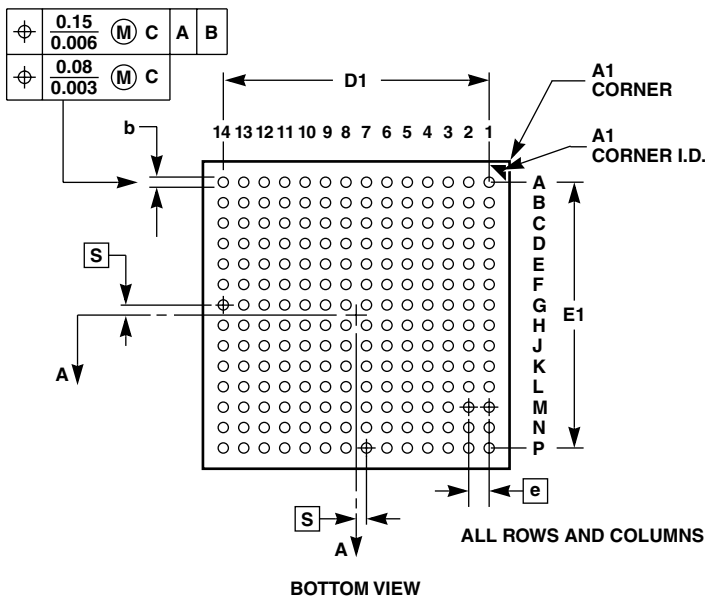 0.15
0.006 M C A B
0.08
0.003 M C
D1
A1
CORNER
b
14 13 12 11 10 9 8 7 6 5 4 3 2 1
A1
CORNER I.D.
A
B
C
D
E
F
G
H
J
K
L
M
N
P
S
E1
A
e
S
ALL ROWS AND COLUMNS
A
BOTTOM VIEW